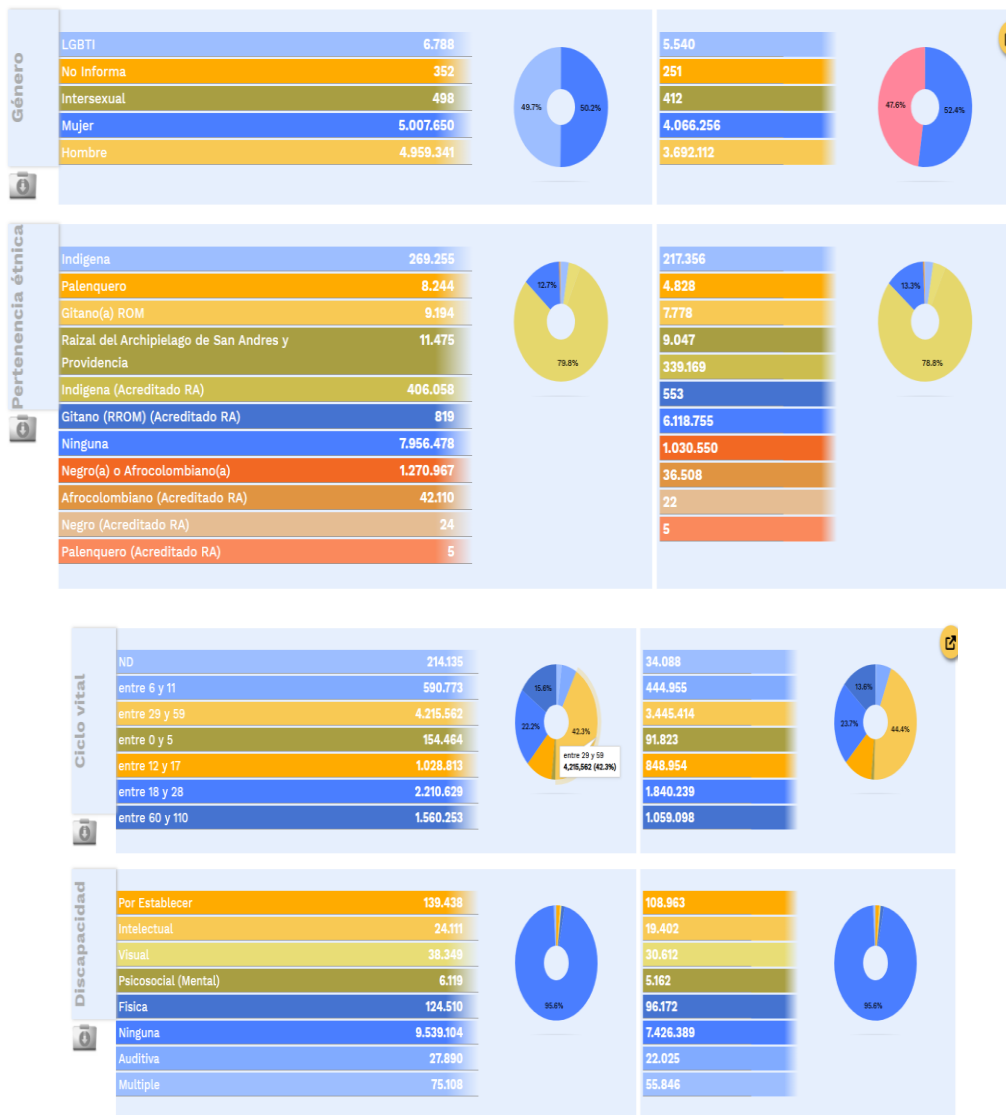 Género
LGBTI 6.788 5.540
No Informa 352 251
Intersexual 498 412
Mujer 5.007.650 4.066.256
Hombre 4.959.341 3.692.112
49.7% 50.2%
47.6% 52.4%
Pertenencia étnica
Indigena 269.255 217.356
Palenquero 8.244 4.828
Gitano(a) ROM 9.194 7.778
Raizal del Archipielago de San Andres y
Providencia
11.475 9.047
Indigena (Acreditado RA) 406.058 339.169
Gitano (RROM) (Acreditado RA) 819 553
Ninguna 7.956.478 6.118.755
Negro(a) o Afrocolombiano(a) 1.270.967 1.030.550
Afrocolombiano (Acreditado RA) 42.110 36.508
Negro (Acreditado RA) 24 22
Palenquero (Acreditado RA) 5 5
12.7%
79.8%
13.3%
78.8%
Ciclo vital
ND 214.135 34.088
entre 6 y 11 590.773 444.955
entre 29 y 59 4.215.562 3.445.414
entre 0 y 5 154.464 91.823
entre 12 y 17 1.028.813 848.954
entre 18 y 28 2.210.629 1.840.239
entre 60 y 110 1.560.253 1.059.098
15.6%
22.2%
42.3%
entre 29 y 59
4,215,562 (42.3%)
13.6%
23.7%
44.4%
Discapacidad
Por Establecer 139.438 108.963
Intelectual 24.111 19.402
Visual 38.349 30.612
Psicosocial (Mental) 6.119 5.162
Física 124.510 96.172
Ninguna 9.539.104 7.426.389
Auditiva 27.890 22.025
Multiple 75.108 55.846
95.6%
95.6%